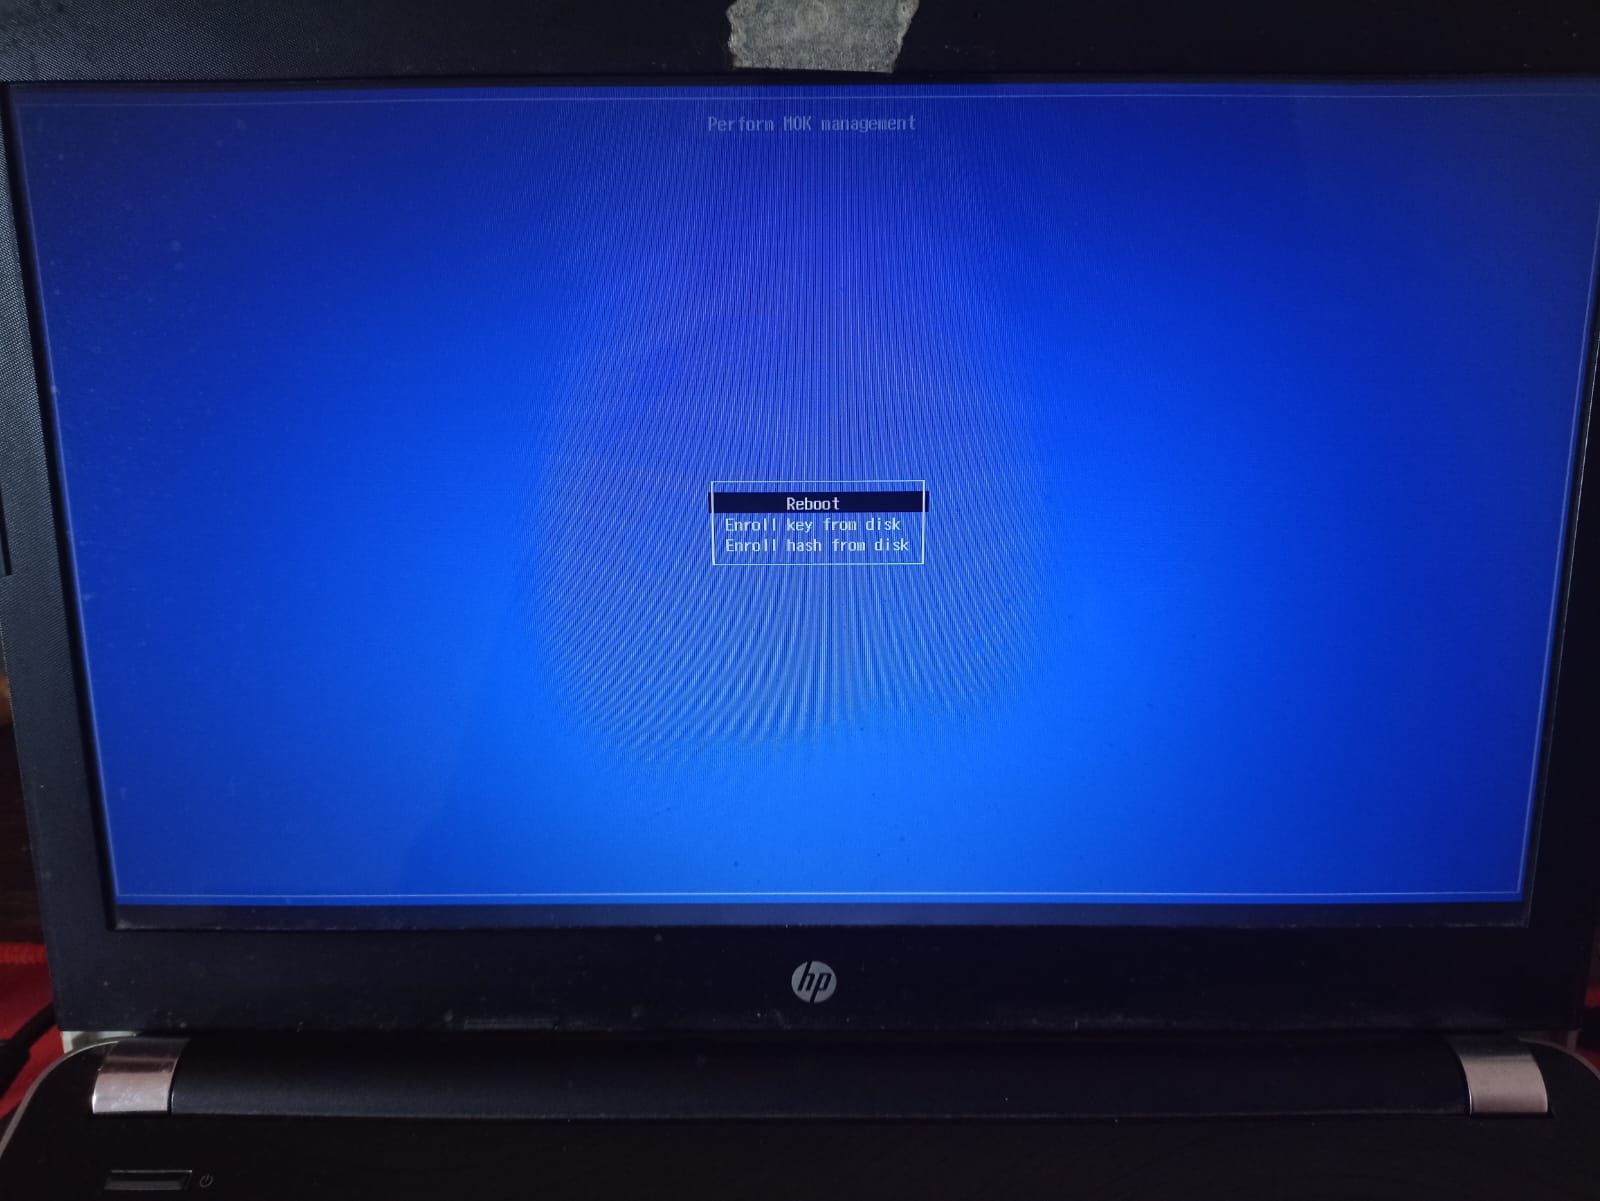 Perform MOK management
Reboot
Enroll key from disk
Enroll hash from disk
hp